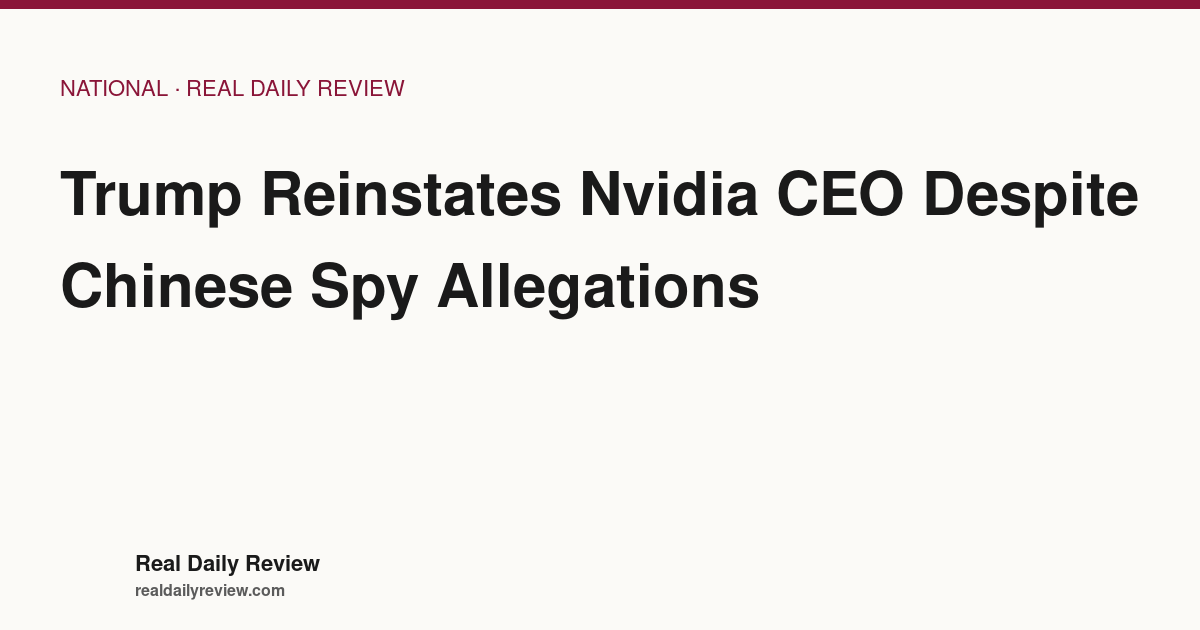 NATIONAL · REAL DAILY REVIEW
Trump Reinstates Nvidia CEO Despite
Chinese Spy Allegations
Real Daily Review
realdailyreview.com